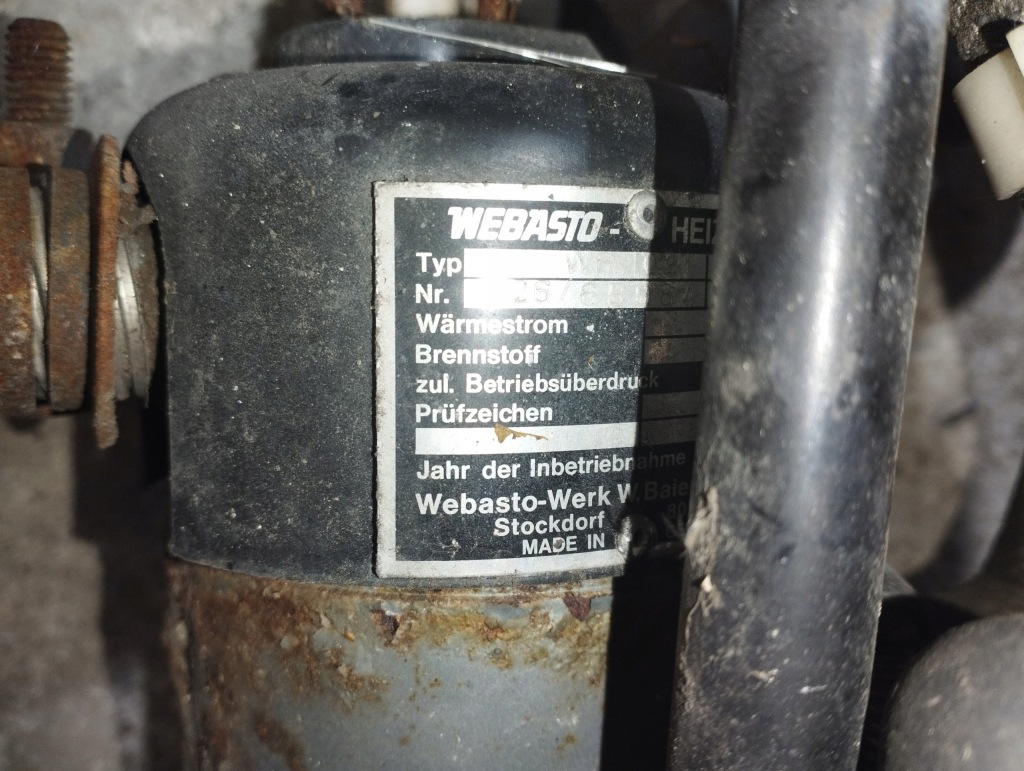 WEBASTO-
Typ
Nr.
Wärmestrom
Brennstoff
zul. Betriebsüberdruck
Prüfzeichen
Jahr der Inbetriebnahme
Webasto-Werk W.
Stockdorf
MADE IN